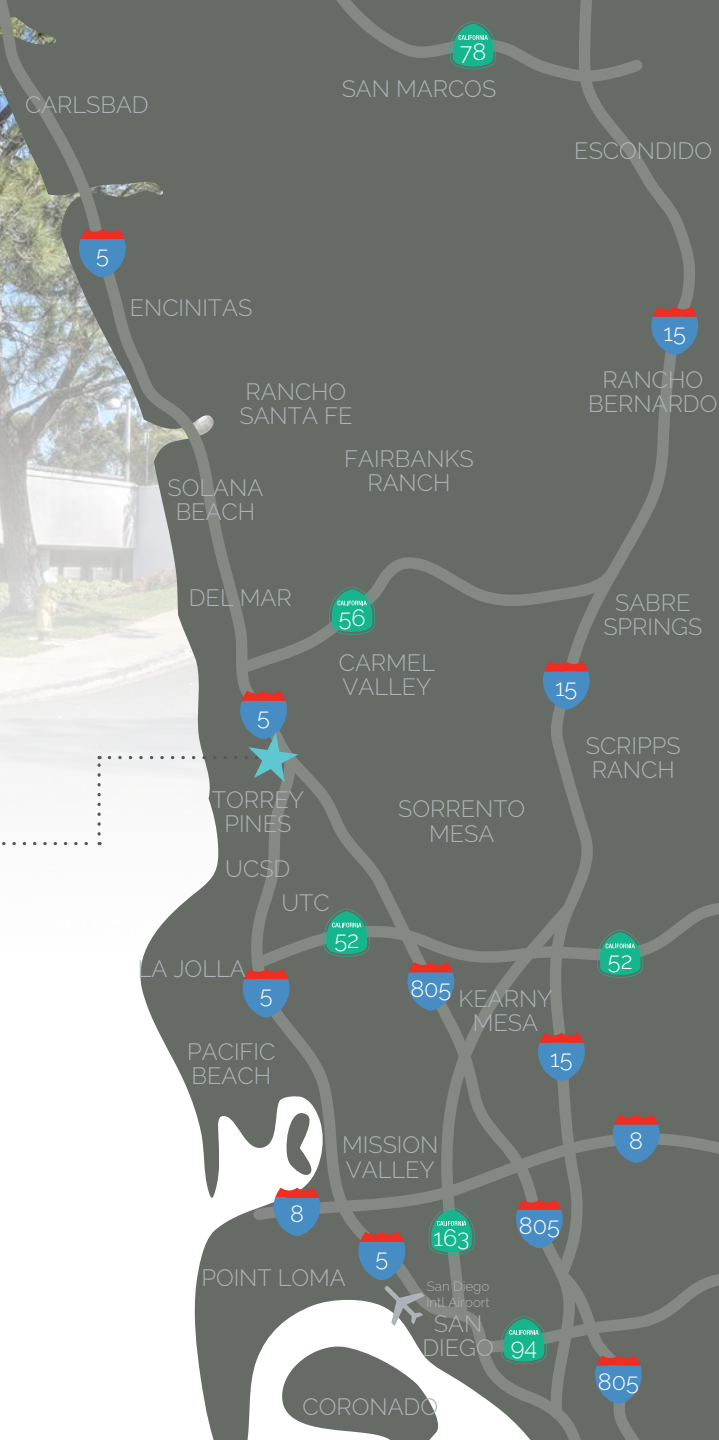 CALIFORNIA
78
SAN MARCOS
CARLSBAD
ESCONDIDO
5
ENCINITAS
15
RANCHO
BERNARDO
RANCHO
SANTA FE
FAIRBANKS
RANCH
SOLANA
BEACH
DEL MAR
CALIFORNIA
56
SABRE
SPRINGS
CARMEL
VALLEY
15
5
SCRIPPS
RANCH
TORREY
PINES
SORRENTO
MESA
UCSD
UTC
CALIFORNIA
52
CALIFORNIA
52
LA JOLLA
5
805
KEARNY
MESA
15
PACIFIC
BEACH
8
MISSION
VALLEY
8
805
CALIFORNIA
163
5
POINT LOMA
San Diego
Intl Airport
SAN
DIEGO
CALIFORNIA
94
805
CORONADO